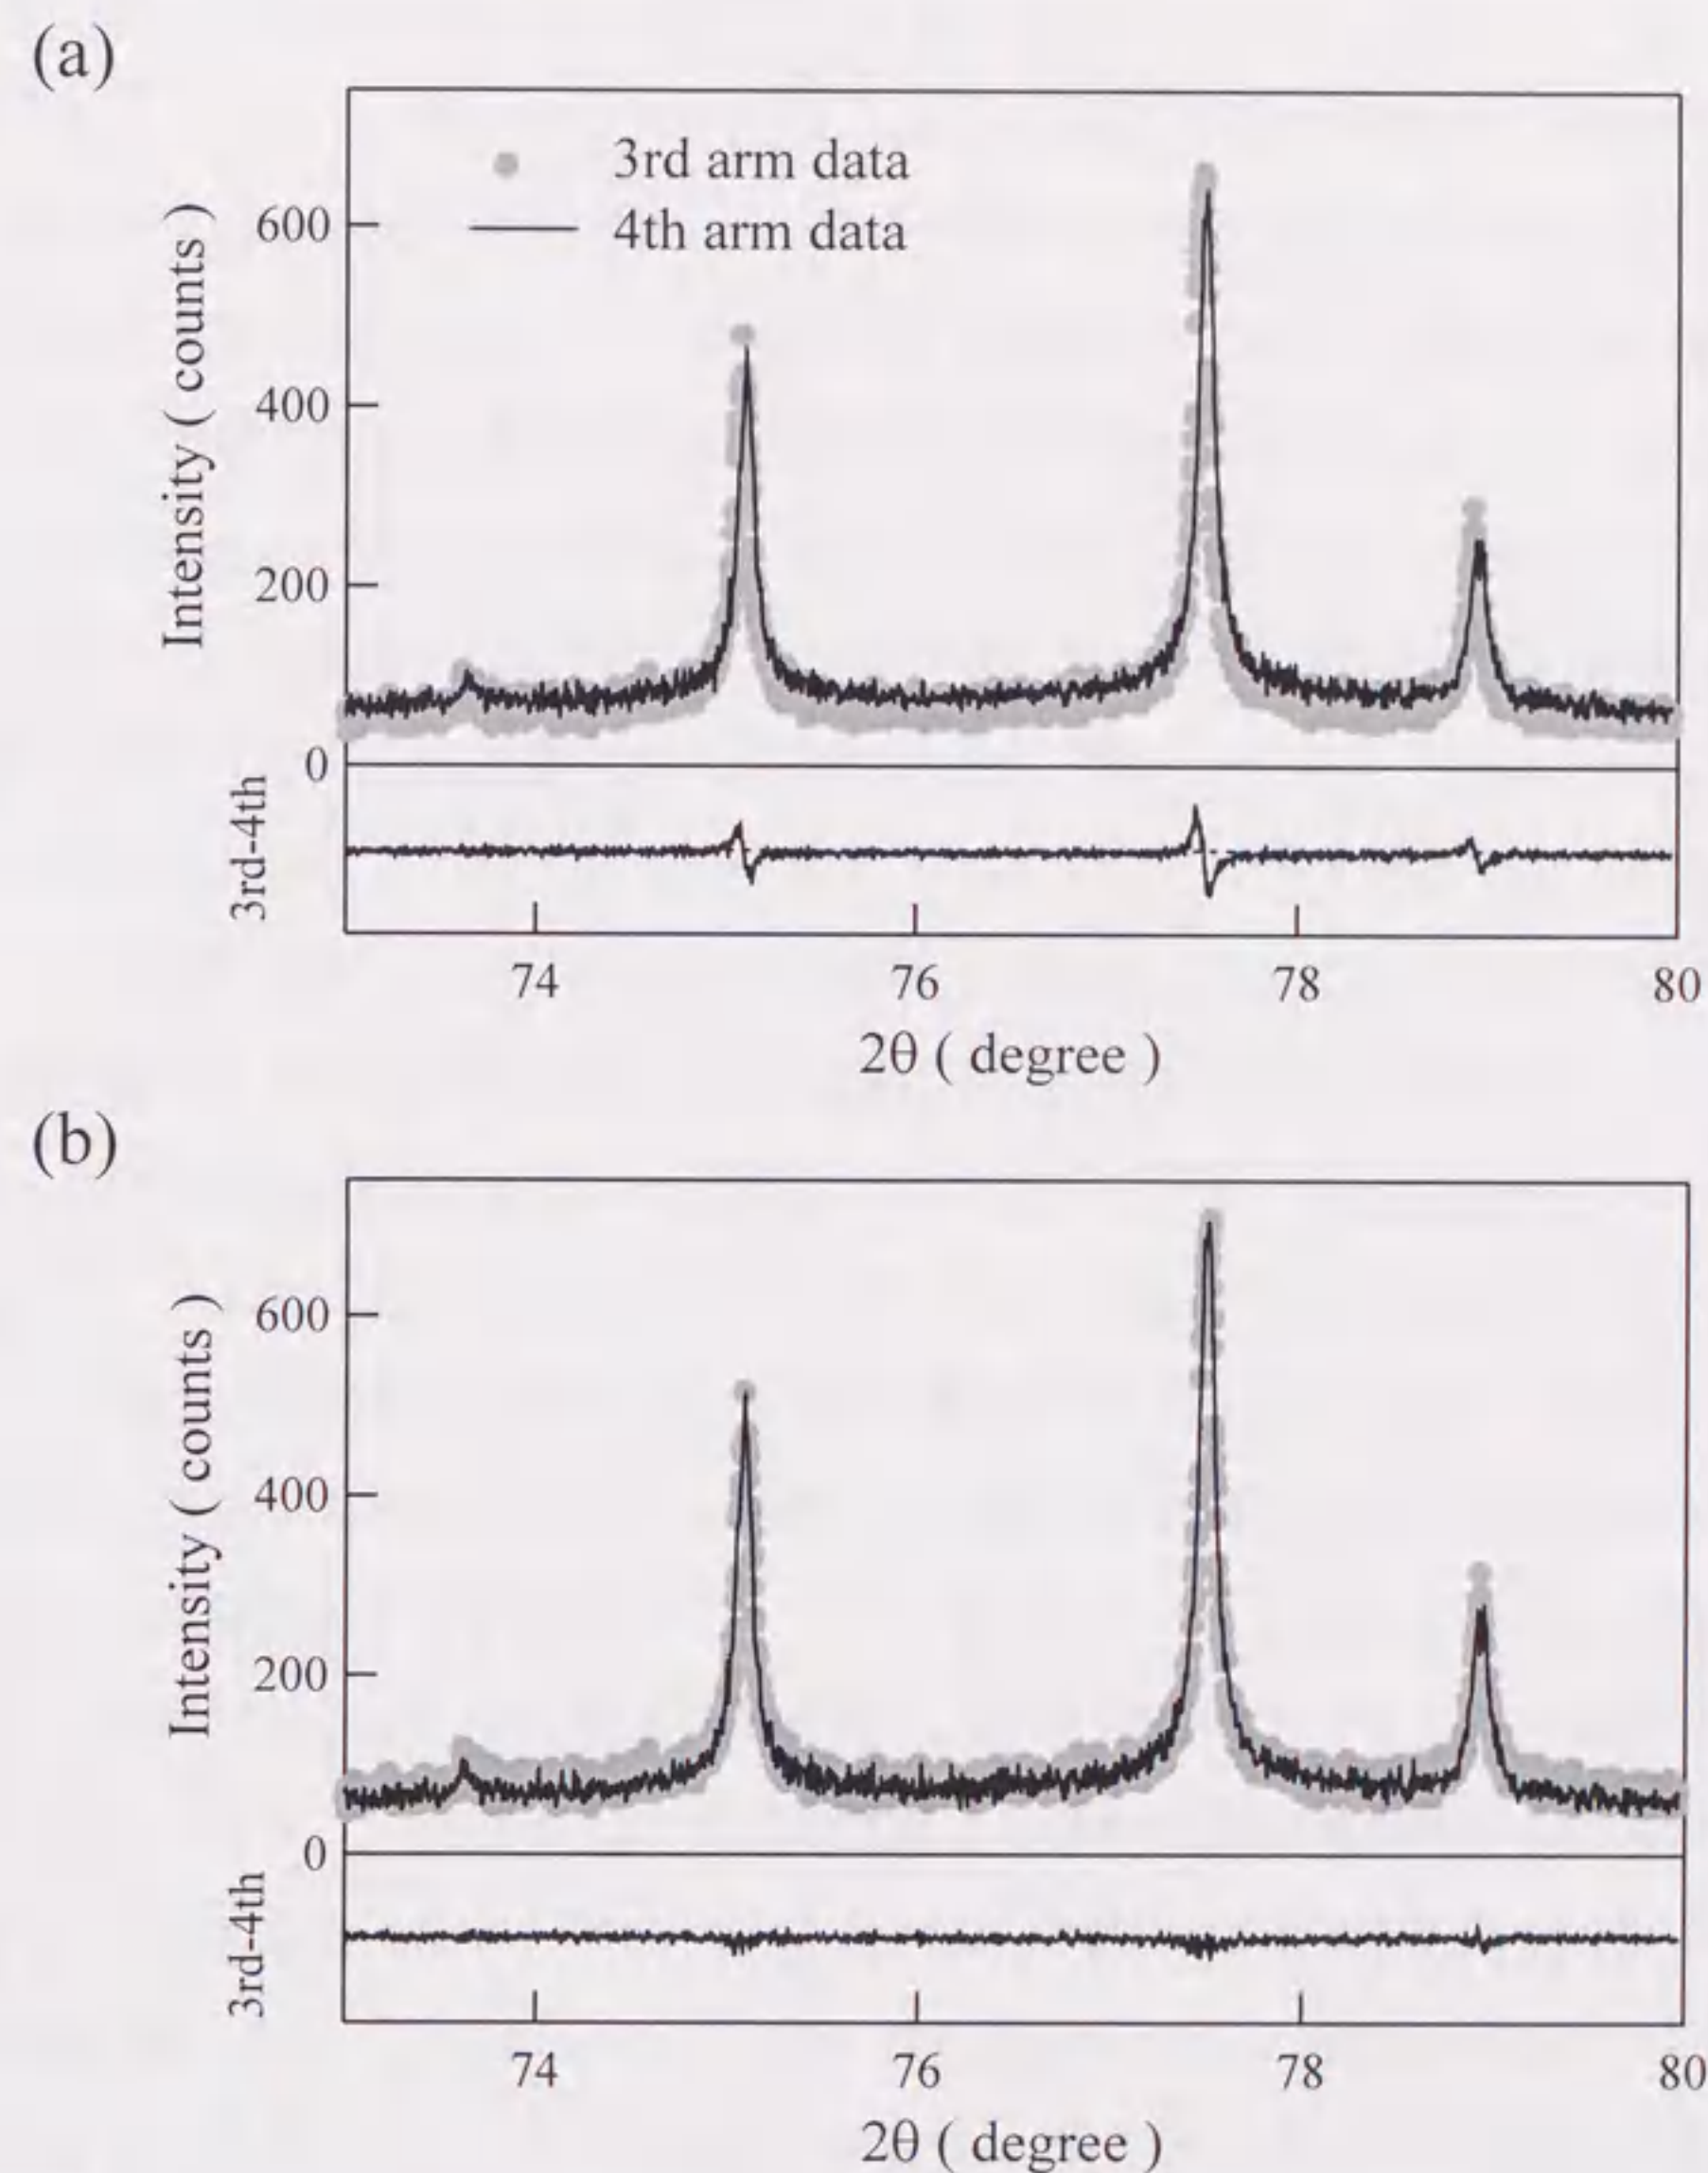 (a)
3rd arm data
4th arm data
Intensity ( counts )
600
400
200
0
3rd-4th
74 76 78 80
2θ ( degree )
(b)
Intensity ( counts )
600
400
200
0
3rd-4th
74 76 78 80
2θ ( degree )